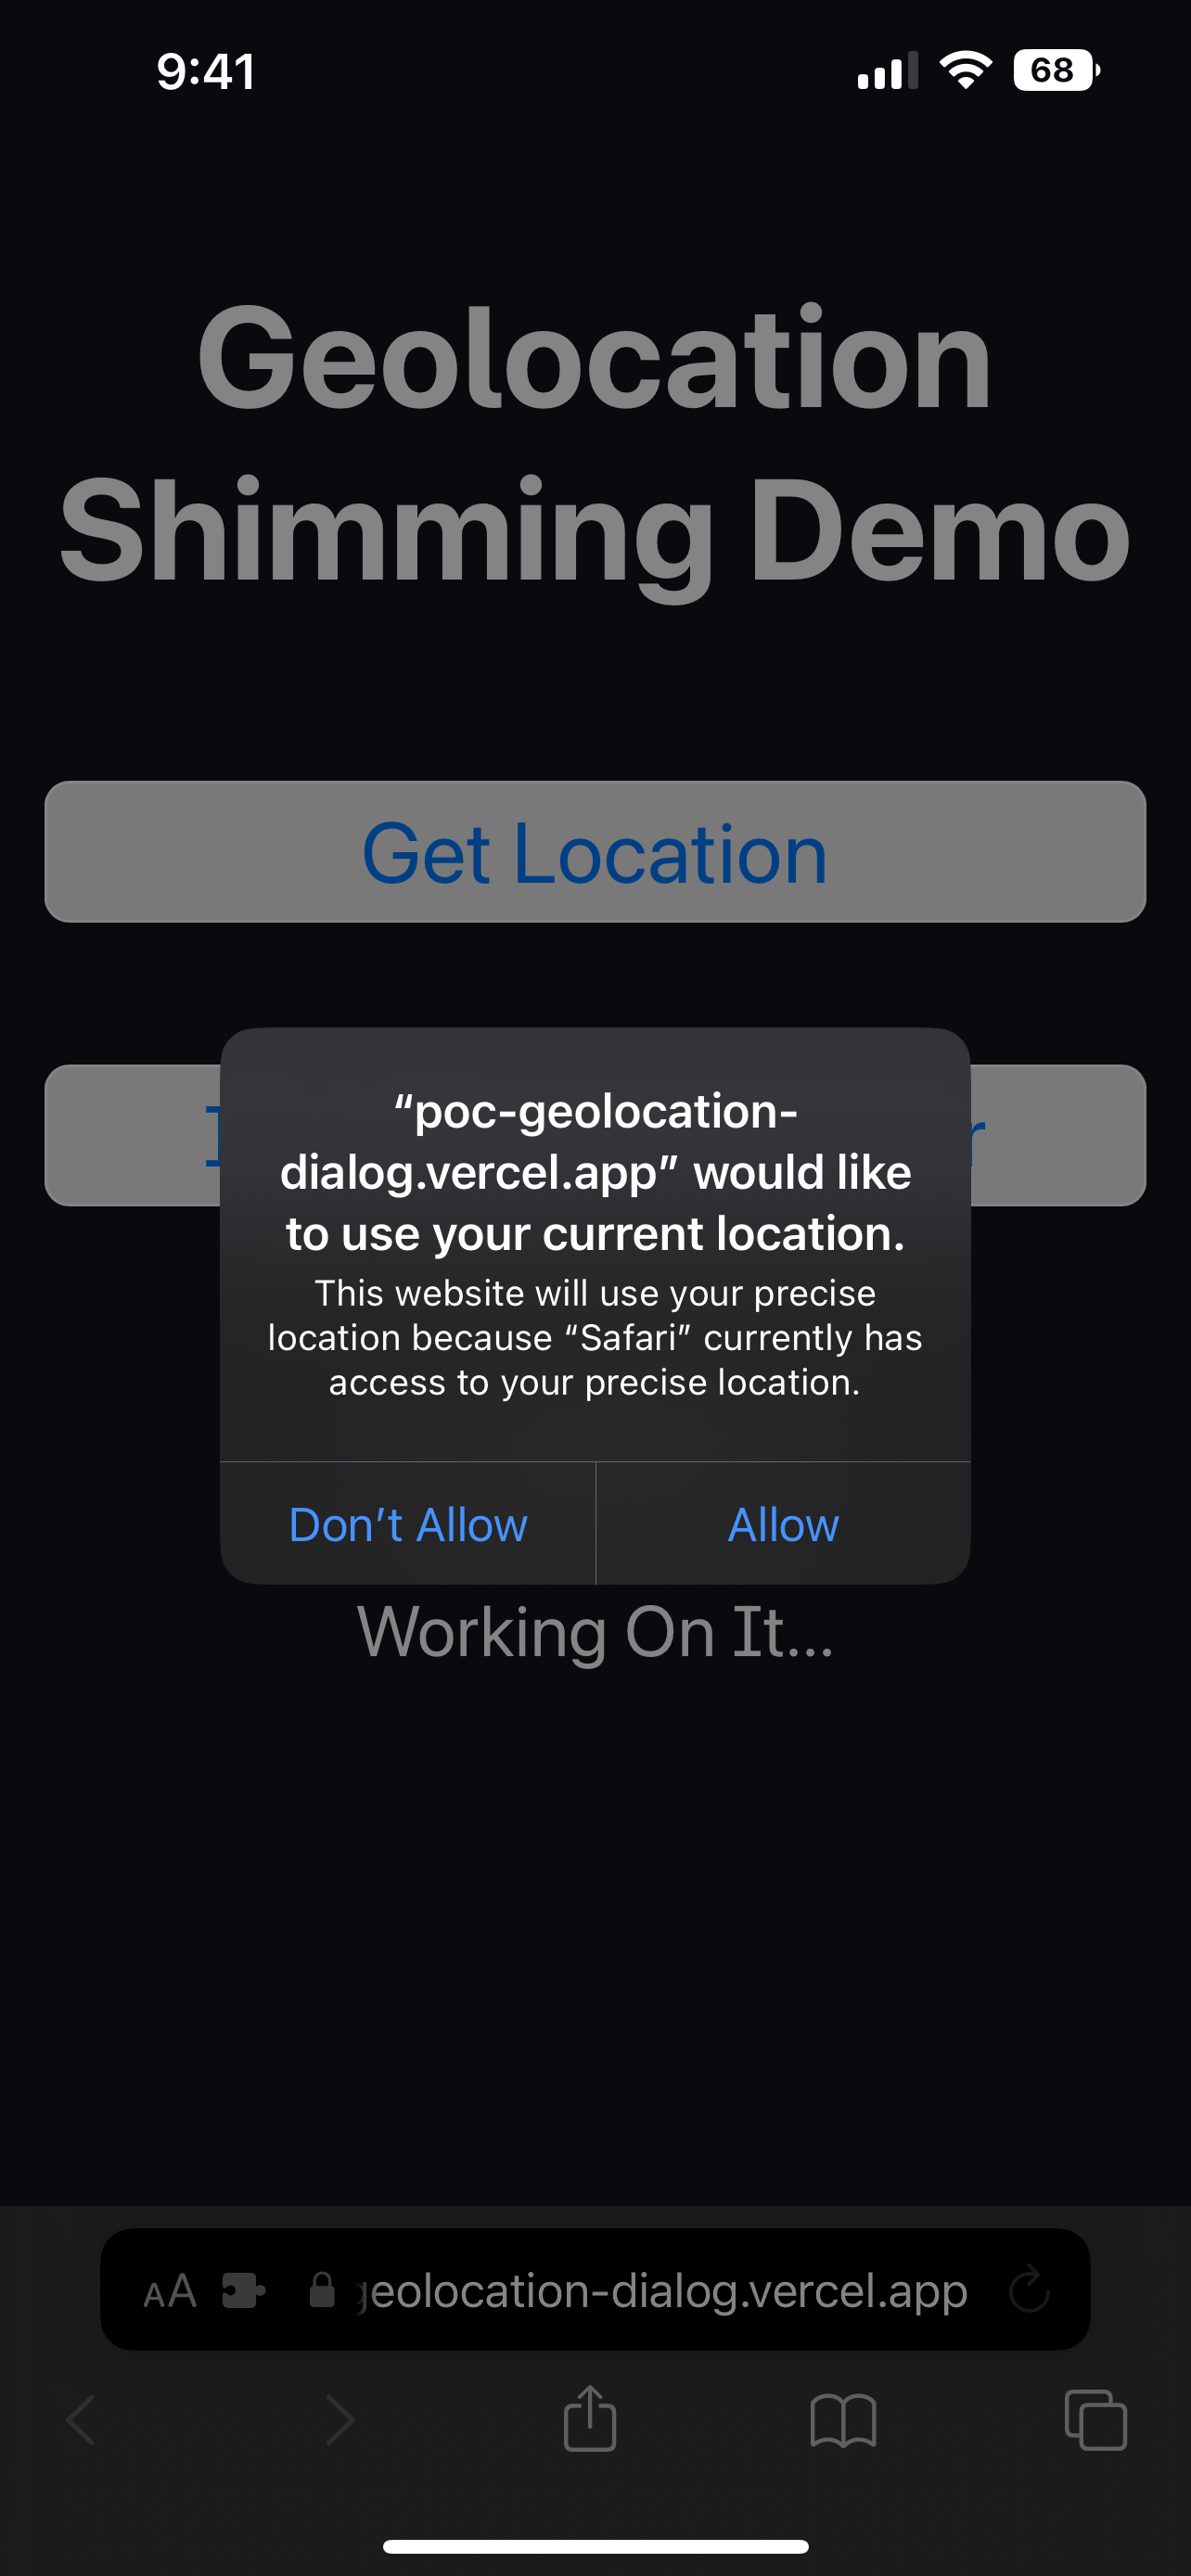 9:41
68
Geolocation
Shimming Demo
Get Location
“poc-geolocation-
dialog.vercel.app” would like
to use your current location.
This website will use your precise
location because “Safari” currently has
access to your precise location.
Don’t Allow
Allow
Working On It...
AA
geolocation-dialog.vercel.app